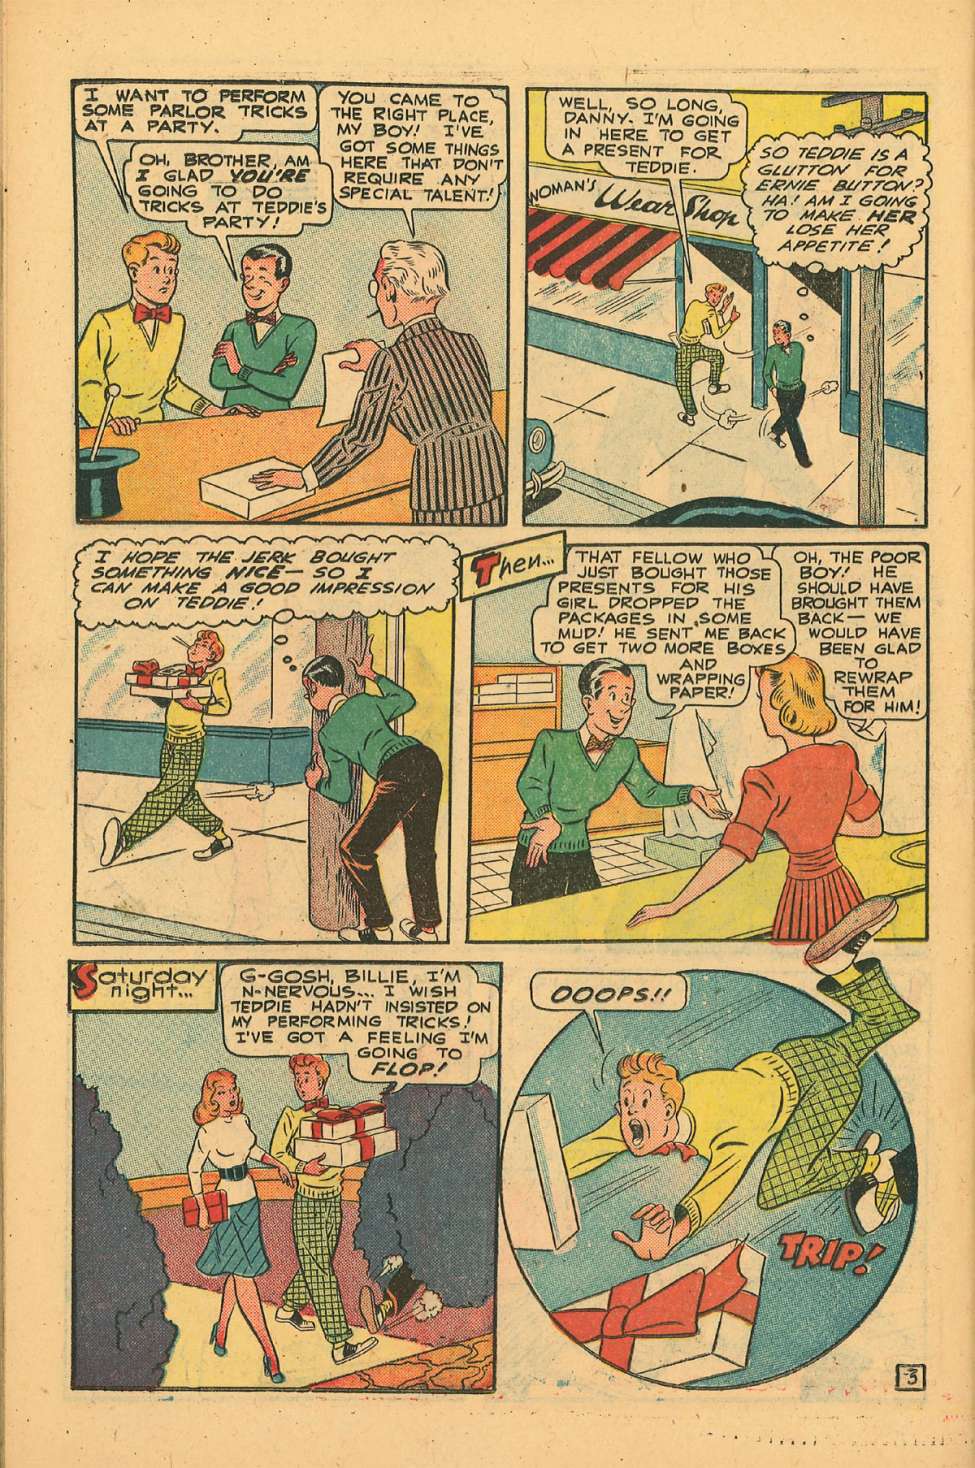 I WANT TO PERFORM
SOME PARLOR TRICKS
AT A PARTY.
OH, BROTHER, AM
I GLAD YOU'RE
GOING TO DO
TRICKS AT TEDDIE'S
PARTY!
YOU CAME TO
THE RIGHT PLACE,
MY BOY! I'VE
GOT SOME THINGS
HERE THAT DON'T
REQUIRE ANY
SPECIAL TALENT!
WELL, SO LONG,
DANNY. I'M GOING
IN HERE TO GET
A PRESENT FOR
TEDDIE.
SO TEDDIE IS A
GLUTTON FOR
ERNIE BUTTON?
HA! AM I GOING
TO MAKE HER
LOSE HER
APPETITE!
WOMAN'S
Wear Shop
I HOPE THE JERK BOUGHT
SOMETHING NICE— SO I
CAN MAKE A GOOD IMPRESSION
ON TEDDIE!
Then...
THAT FELLOW WHO
JUST BOUGHT THOSE
PRESENTS FOR HIS
GIRL DROPPED THE
PACKAGES IN SOME
MUD! HE SENT ME BACK
TO GET TWO MORE BOXES
AND
WRAPPING
PAPER!
OH, THE POOR
BOY! HE
SHOULD HAVE
BROUGHT THEM
BACK— WE
WOULD HAVE
BEEN GLAD
TO
REWRAP
THEM
FOR HIM!
Saturday
night...
G-GOSH, BILLIE, I'M
N-NERVOUS... I WISH
TEDDIE HADN'T INSISTED ON
MY PERFORMING TRICKS!
I'VE GOT A FEELING I'M
GOING TO
FLOP!
OOOPS!!
TRIP!
3